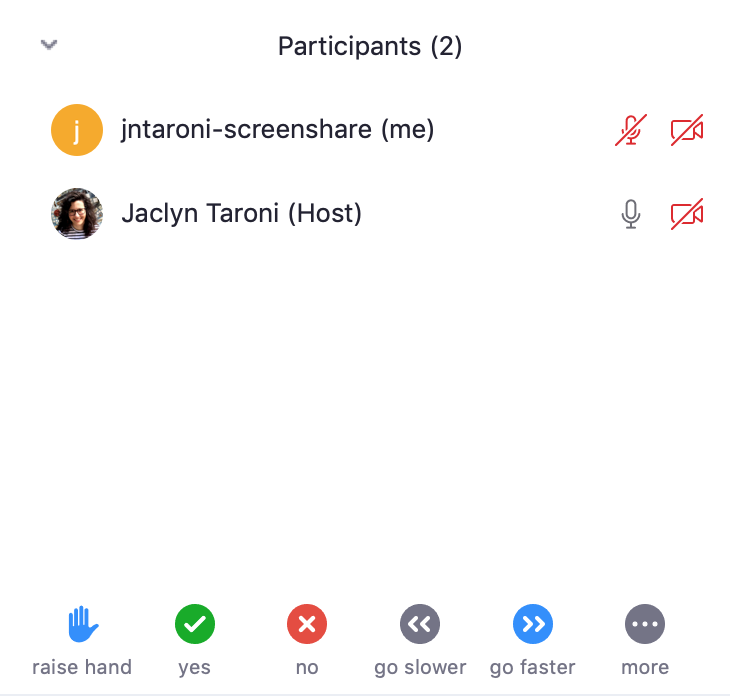 Participants (2)
j jntaroni-screenshare (me)
Jaclyn Taroni (Host)
raise hand yes no go slower go faster more